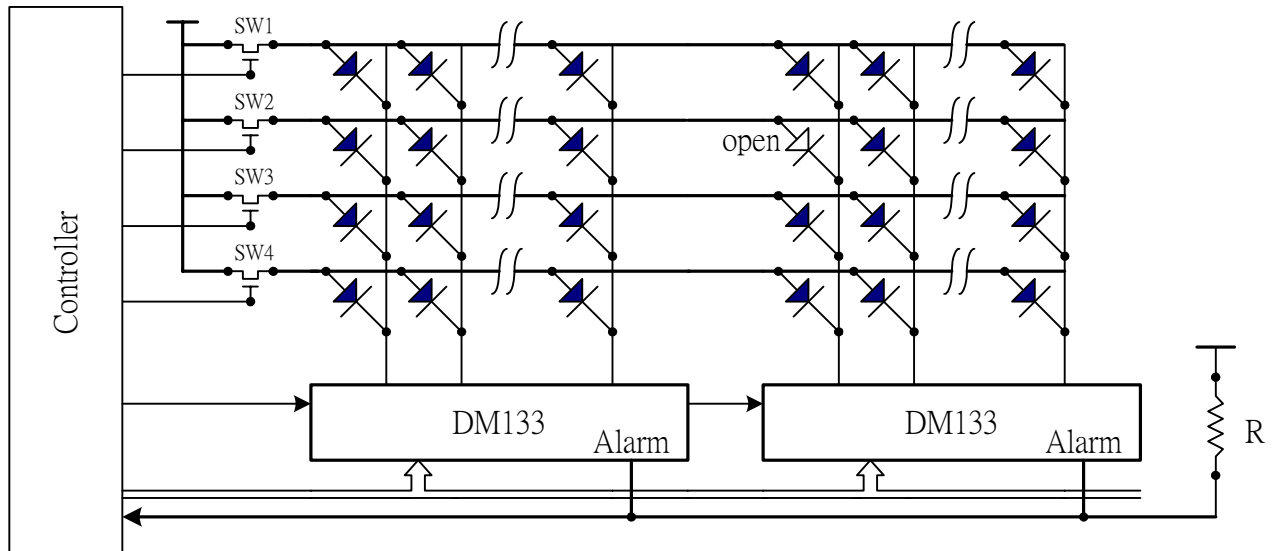 SW1
SW2
open
SW3
SW4
Controller
DM133
Alarm
DM133
Alarm
R